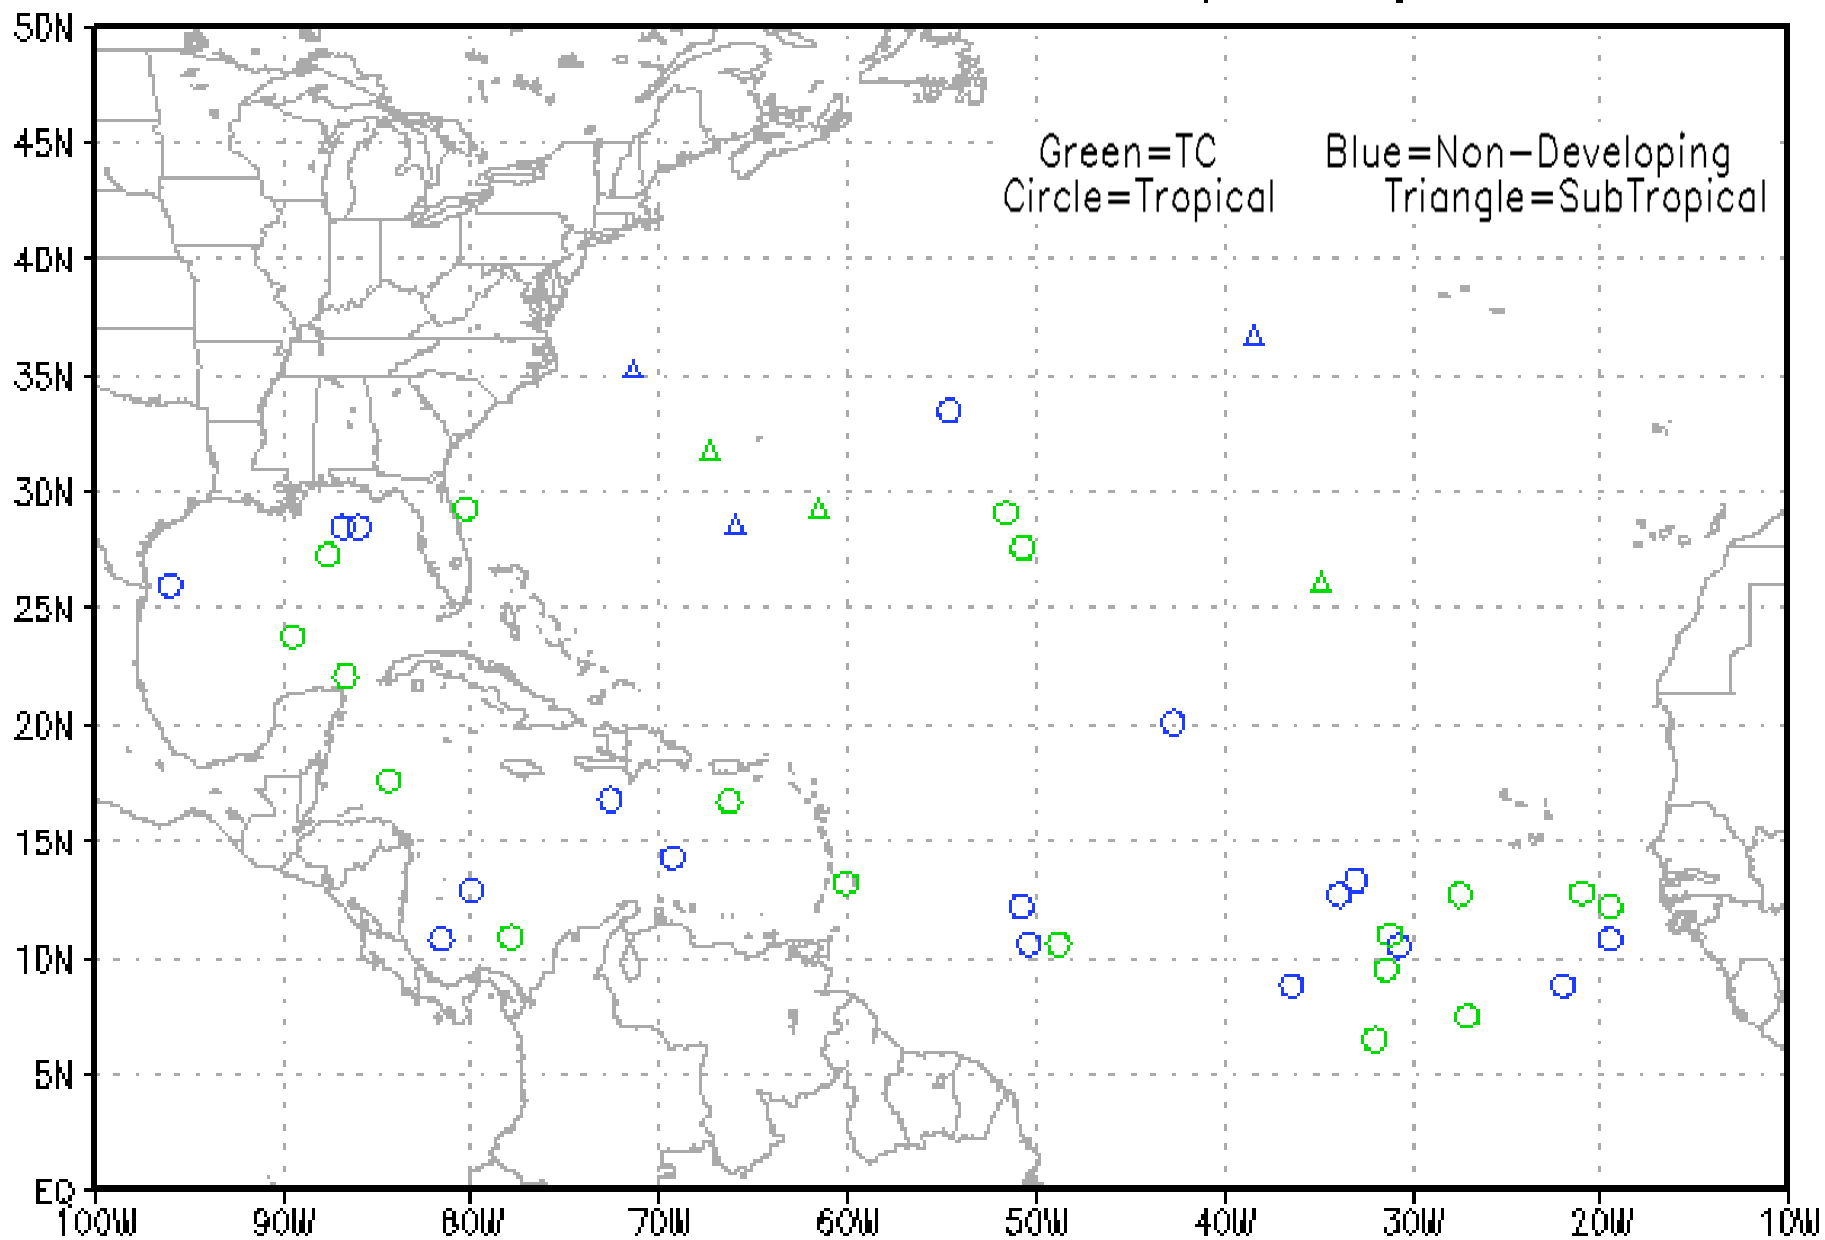 50N
45N
Green=TC Blue=Non-Developing
Circle=Tropical Triangle=SubTropical
40N
35N
30N
25N
20N
15N
10N
5N
EQ
100W 90W 80W 70W 60W 50W 40W 30W 20W 10W